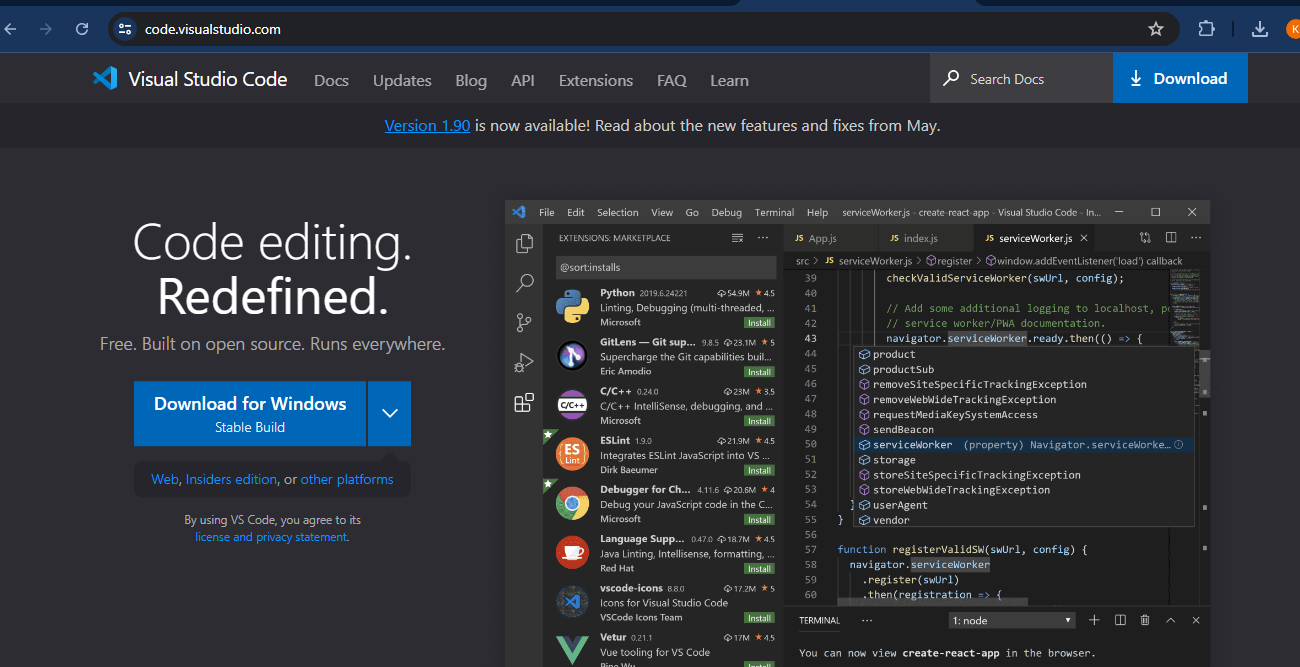 code.visualstudio.com
K
Visual Studio Code Docs Updates Blog API Extensions FAQ Learn Search Docs Download
Version 1.90 is now available! Read about the new features and fixes from May.
Code editing.
Redefined.
Free. Built on open source. Runs everywhere.
Download for Windows
Stable Build
Web, Insiders edition, or other platforms
By using VS Code, you agree to its
license and privacy statement.
File Edit Selection View Go Debug Terminal Help serviceWorker.js - create-react-app - Visual Studio Code - In...
EXTENSIONS: MARKETPLACE
@sort:installs
Python 2019.6.24221 54.9M ★ 4.5
Linting, Debugging (multi-threaded, ...
Microsoft Install
GitLens — Git sup... 9.8.5 23.1M ★ 5
Supercharge the Git capabilities buil...
Eric Amodio Install
C/C++
C/C++ 0.24.0 23M ★ 3.5
C/C++ IntelliSense, debugging, and ...
Microsoft Install
ES
Lint
ESLint 1.9.0 21.9M ★ 4.5
Integrates ESLint JavaScript into VS ...
Dirk Baeumer Install
Debugger for Ch... 4.11.6 20.6M ★ 4
Debug your JavaScript code in the C...
Microsoft Install
Language Supp... 0.47.0 18.7M ★ 4.5
Java Linting, Intellisense, formatting, ...
Red Hat Install
vscode-icons 8.8.0 17.2M ★ 5
Icons for Visual Studio Code
VSCode Icons Team Install
Vetur 0.21.1 17M ★ 4.5
Vue tooling for VS Code
Pine Wu Install
JS App.js JS index.js JS serviceWorker.js
src > JS serviceWorker.js > register > window.addEventListener('load') callback
39 checkValidServiceWorker(swUrl, config);
40
41 // Add some additional logging to localhost, po
42 // service worker/PWA documentation.
43 navigator.serviceWorker.ready.then(() => {
44 product
45 productSub
46 removeSiteSpecificTrackingException
47 removeWebWideTrackingException
48 requestMediaKeySystemAccess
49 sendBeacon
50 serviceWorker (property) Navigator.serviceWorke...
51 storage
52 storeSiteSpecificTrackingException
53 storeWebWideTrackingException
54 } userAgent
55 } vendor
56
57 function registerValidSW(swUrl, config) {
58 navigator.serviceWorker
59 .register(swUrl)
60 .then(registration => {
TERMINAL ... 1: node
You can now view create-react-app in the browser.